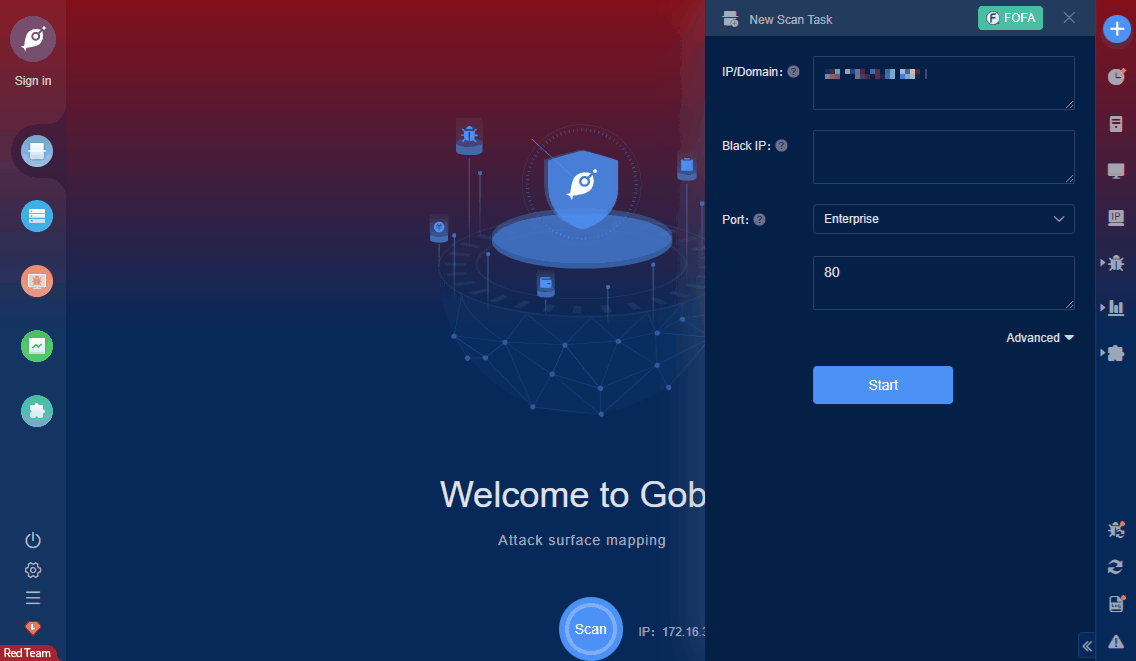 New Scan Task
FOFA
Sign in
IP/Domain:
Black IP:
Port:
Enterprise
80
Advanced
Start
Welcome to Gob
Attack surface mapping
Scan
IP: 172.16.3
Red Team
IP